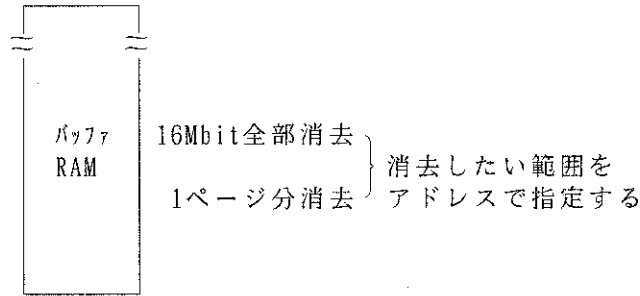 バッファ
RAM
16Mbit全部消去
1ページ分消去
消去したい範囲を
アドレスで指定する